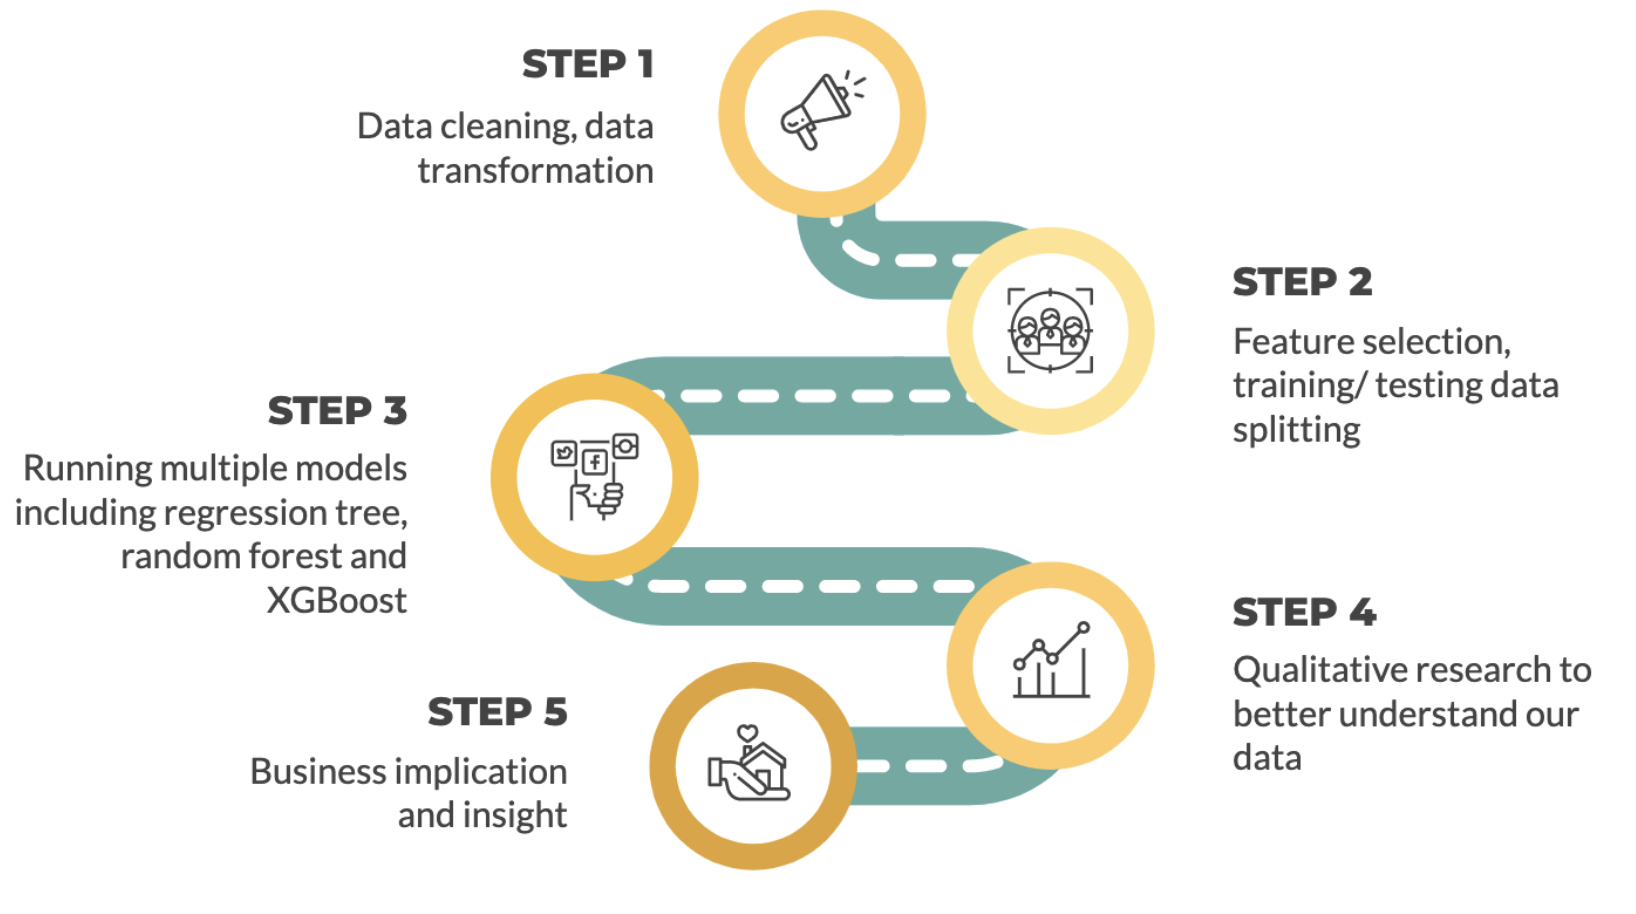 STEP 1
Data cleaning, data
transformation
STEP 2
Feature selection,
training/ testing data
splitting
STEP 3
Running multiple models
including regression tree,
random forest and
XGBoost
STEP 4
Qualitative research to
better understand our
data
STEP 5
Business implication
and insight